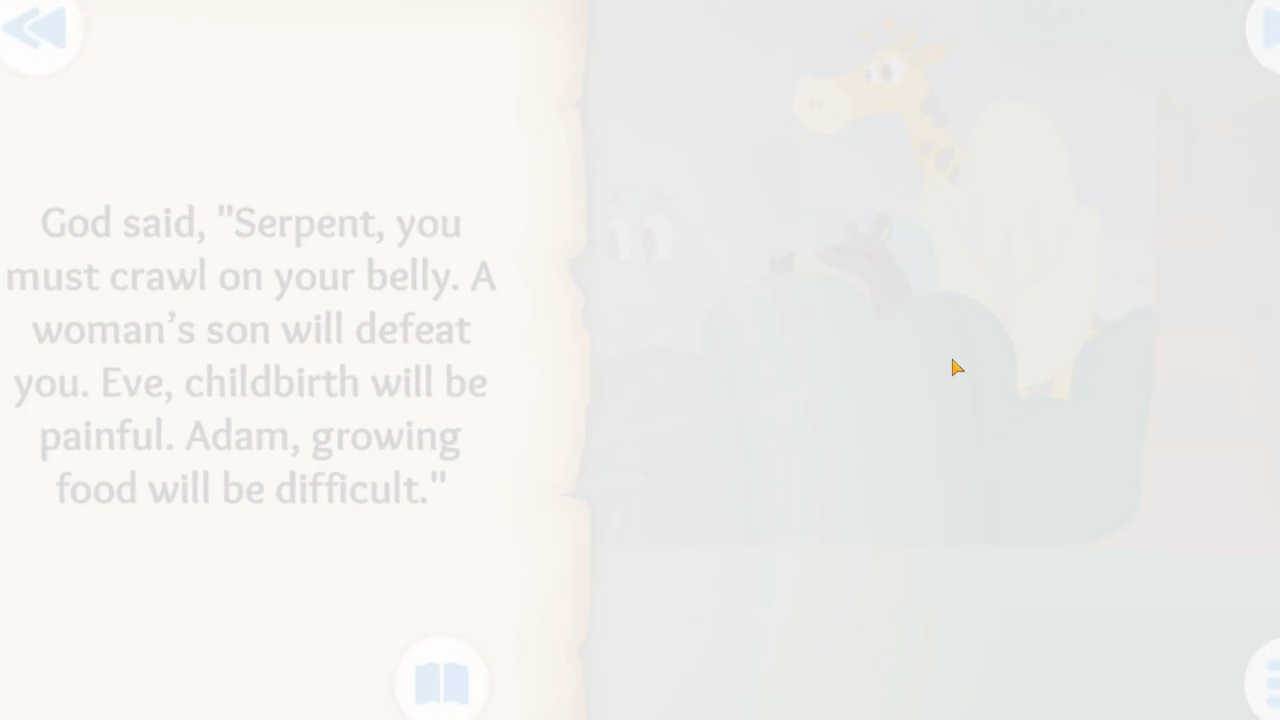 God said, "Serpent, you
must crawl on your belly. A
woman’s son will defeat
you. Eve, childbirth will be
painful. Adam, growing
food will be difficult."